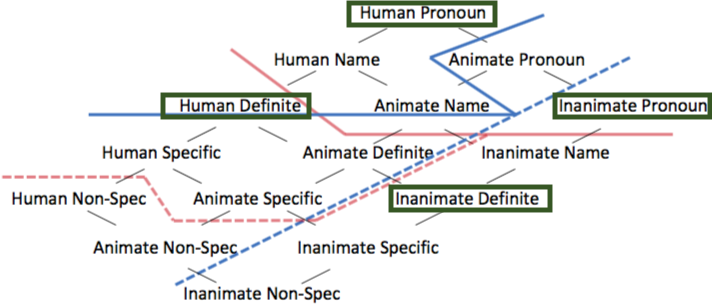 Human Pronoun
Human Name Animate Pronoun
Human Definite Animate Name Inanimate Pronoun
Human Specific Animate Definite Inanimate Name
Human Non-Spec Animate Specific Inanimate Definite
Animate Non-Spec Inanimate Specific
Inanimate Non-Spec